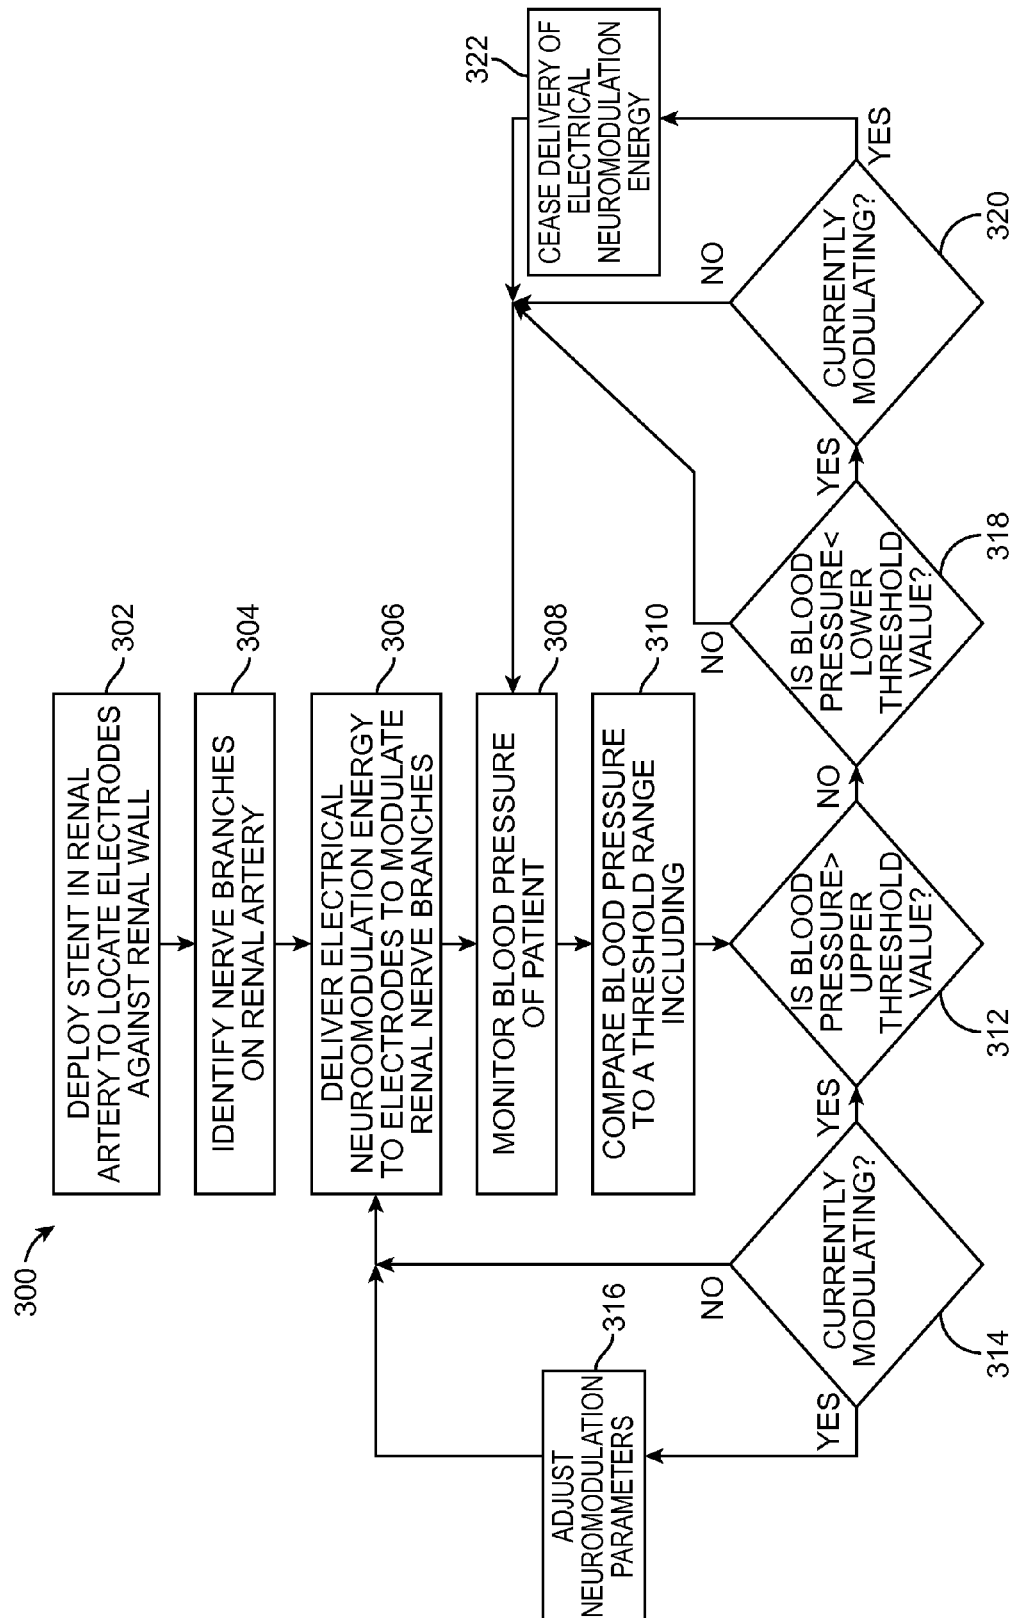 300
DEPLOY STENT IN RENAL
ARTERY TO LOCATE ELECTRODES
AGAINST RENAL WALL
302
IDENTIFY NERVE BRANCHES
ON RENAL ARTERY
304
DELIVER ELECTRICAL
NEUROOMODULATION ENERGY
TO ELECTRODES TO MODULATE
RENAL NERVE BRANCHES
306
MONITOR BLOOD PRESSURE
OF PATIENT
308
COMPARE BLOOD PRESSURE
TO A THRESHOLD RANGE
INCLUDING
310
IS BLOOD
PRESSURE>
UPPER
THRESHOLD
VALUE?
312
YES
NO
CURRENTLY
MODULATING?
314
YES
NO
ADJUST
NEUROMODULATION
PARAMETERS
316
IS BLOOD
PRESSURE<
LOWER
THRESHOLD
VALUE?
318
NO
YES
CURRENTLY
MODULATING?
320
NO
YES
CEASE DELIVERY OF
ELECTRICAL
NEUROMODULATION
ENERGY
322